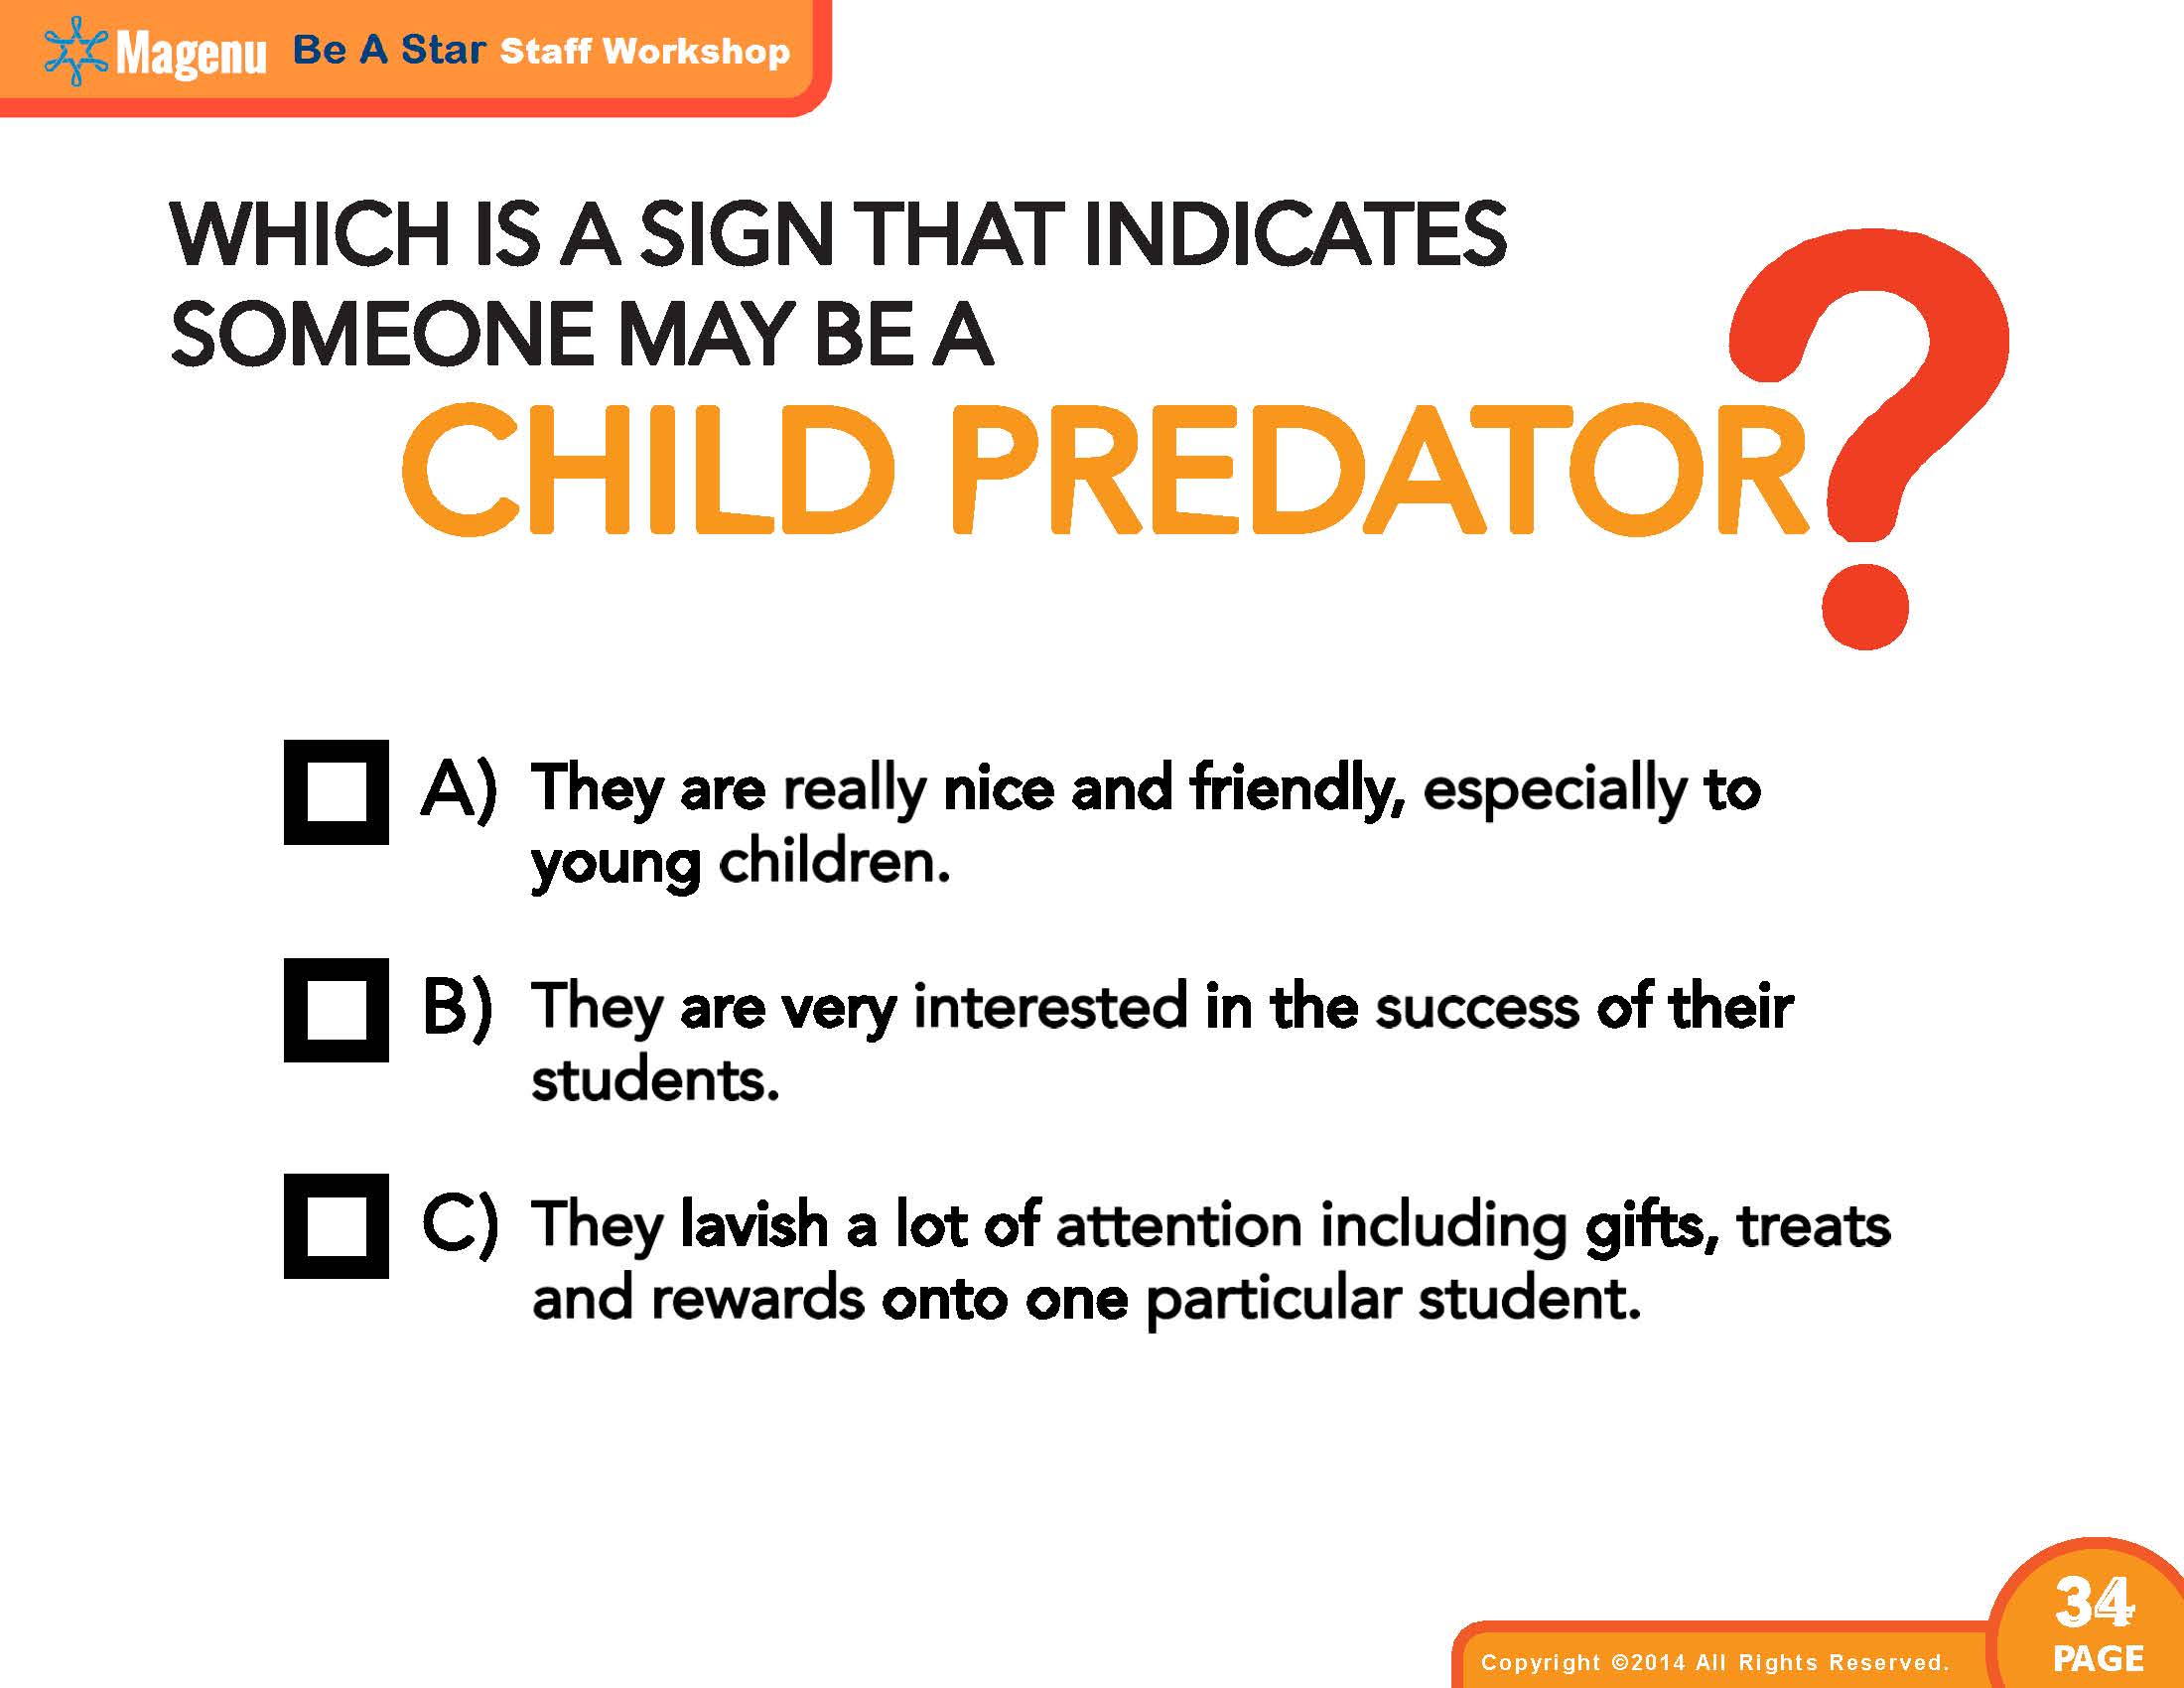 Magenu Be A Star Staff Workshop
WHICH IS A SIGN THAT INDICATES
SOMEONE MAY BE A
CHILD PREDATOR?
A) They are really nice and friendly, especially to
young children.
B) They are very interested in the success of their
students.
C) They lavish a lot of attention including gifts, treats
and rewards onto one particular student.
34
PAGE
Copyright ©2014 All Rights Reserved.